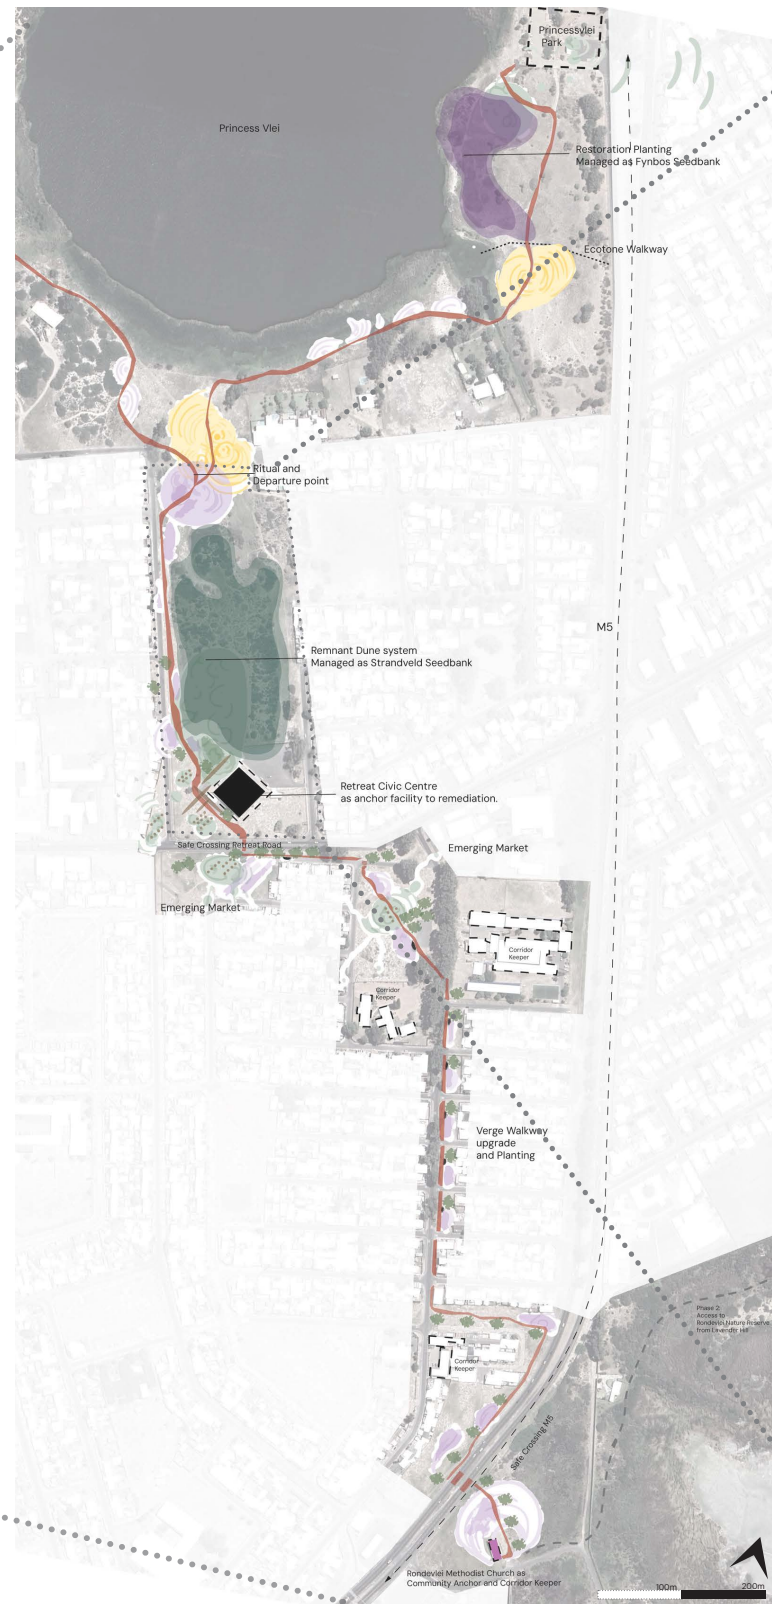 Princessvlei
Park
Princess Vlei
Restoration Planting
Managed as Fynbos Seedbank
Ecotone Walkway
Ritual and
Departure point
M5
Remnant Dune system
Managed as Strandveld Seedbank
Retreat Civic Centre
as anchor facility to remediation.
Safe Crossing Retreat Road
Emerging Market
Emerging Market
Corridor
Keeper
Corridor
Keeper
Verge Walkway
upgrade
and Planting
Phase 2:
Access to
Rondevlei Nature Reserve
from Lavender Hill
Corridor
Keeper
Safe Crossing M5
Rondevlei Methodist Church as
Community Anchor and Corridor Keeper
100m
200m